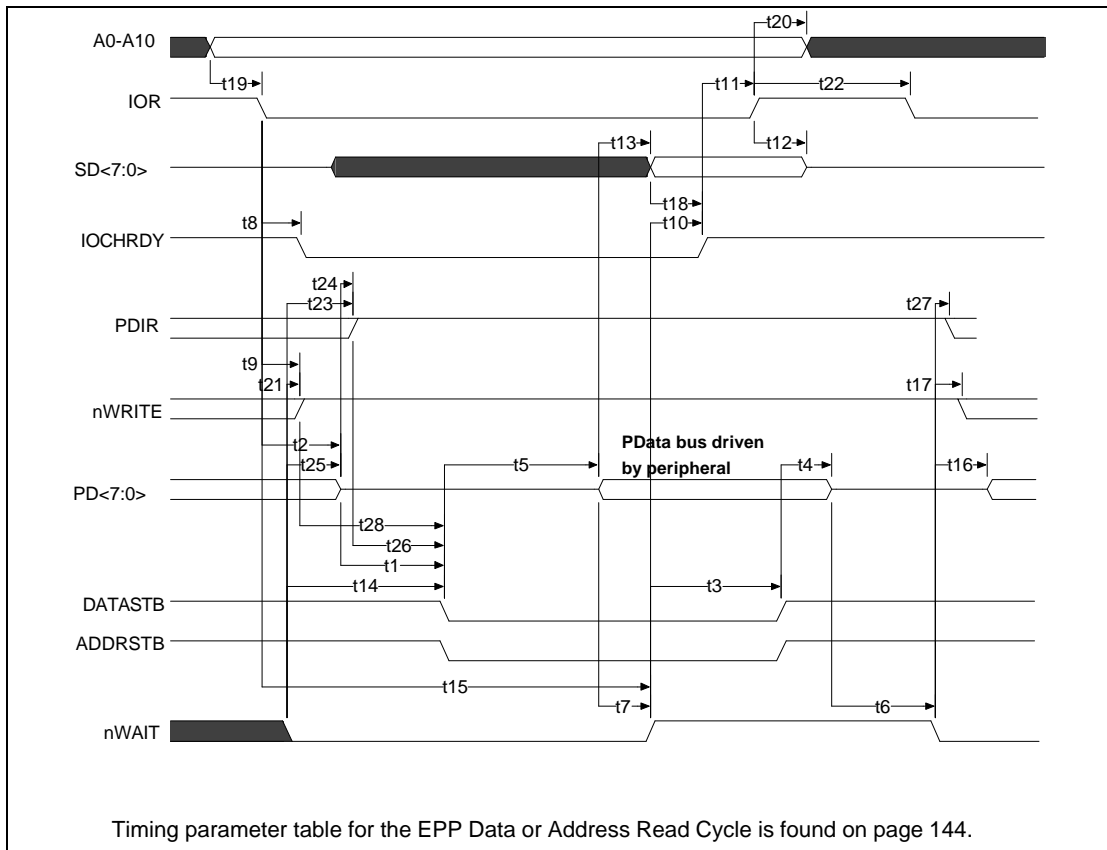 t20
A0-A10
t19
t11
t22
IOR
t13
t12
SD<7:0>
t18
t8
t10
IOCHRDY
t24
t23
t27
PDIR
t9
t21
t17
nWRITE
PData bus driven
by peripheral
t2
t25
t5
t4
t16
PD<7:0>
t28
t26
t1
t14
t3
DATASTB
ADDRSTB
t15
t7
t6
nWAIT
Timing parameter table for the EPP Data or Address Read Cycle is found on page 144.